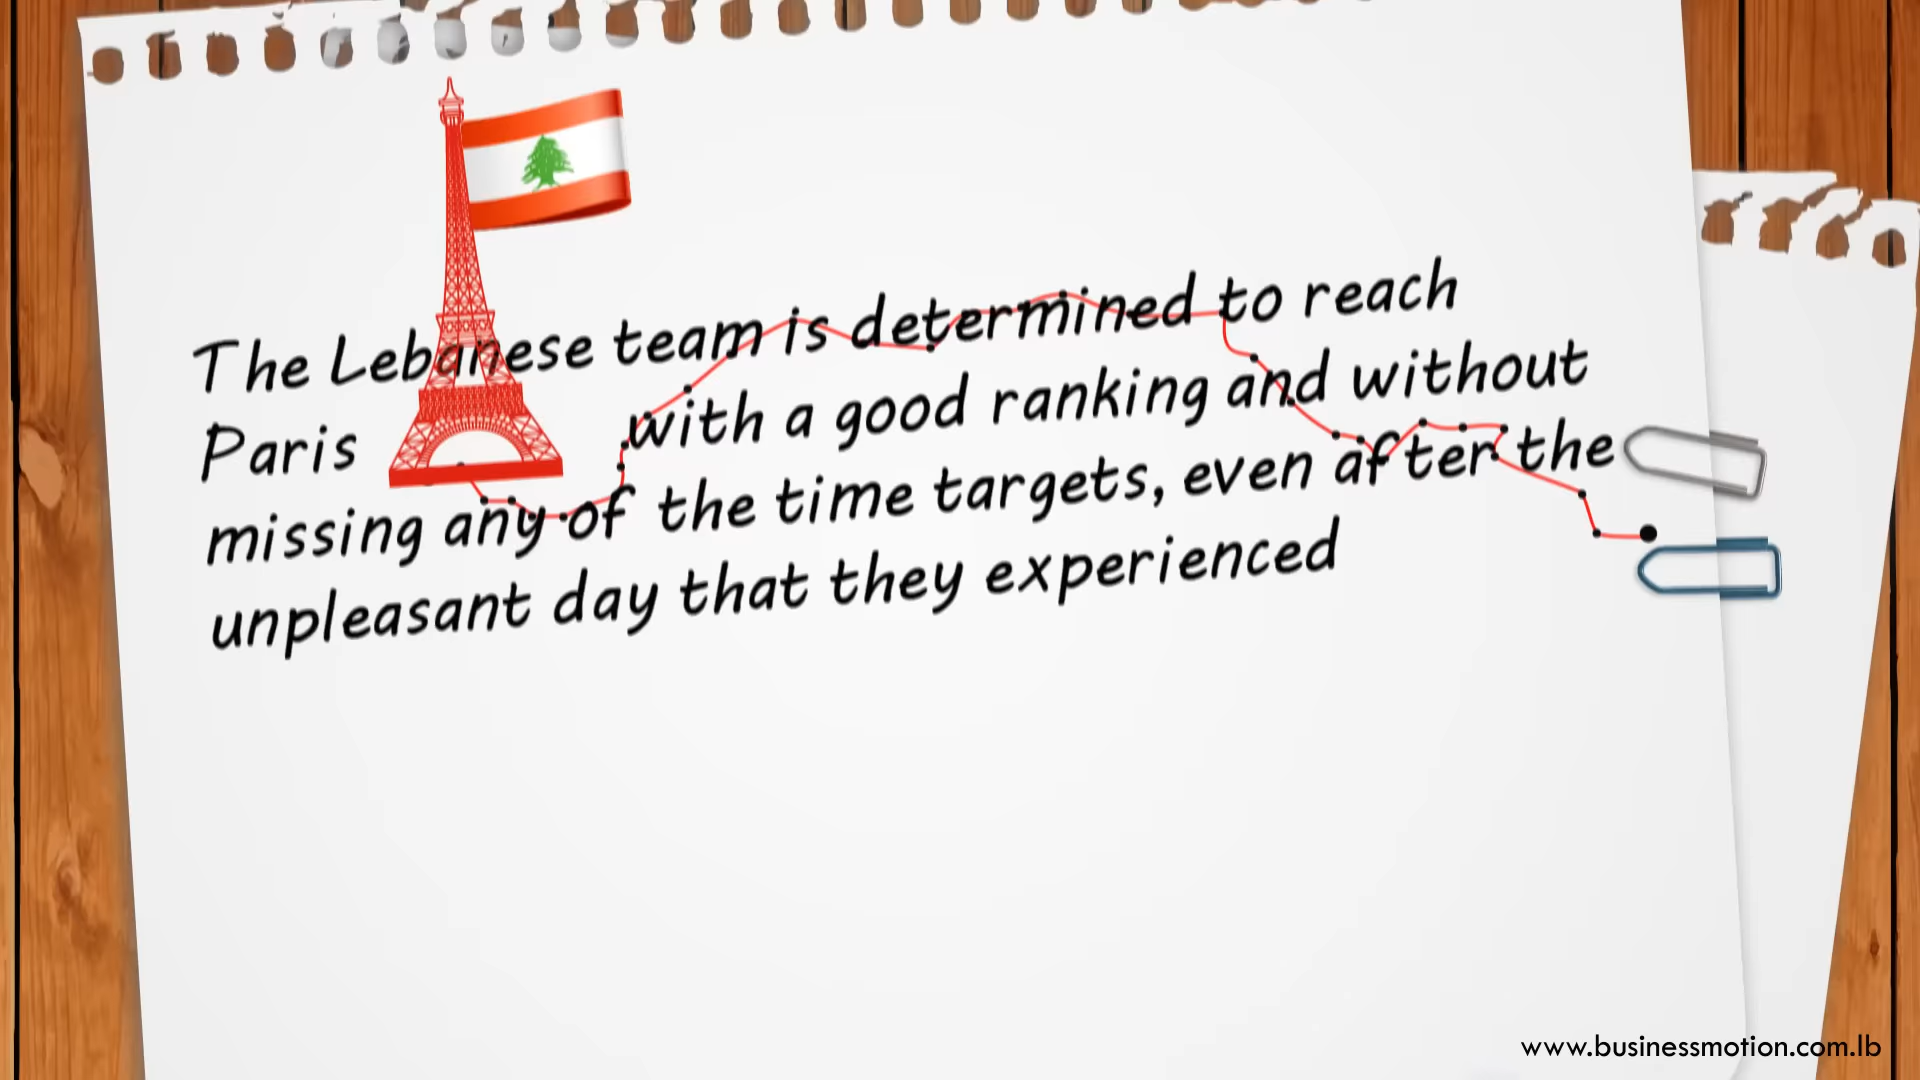 The Lebanese team is determined to reach
Paris with a good ranking and without
missing any of the time targets, even after the
unpleasant day that they experienced
www.businessmotion.com.lb